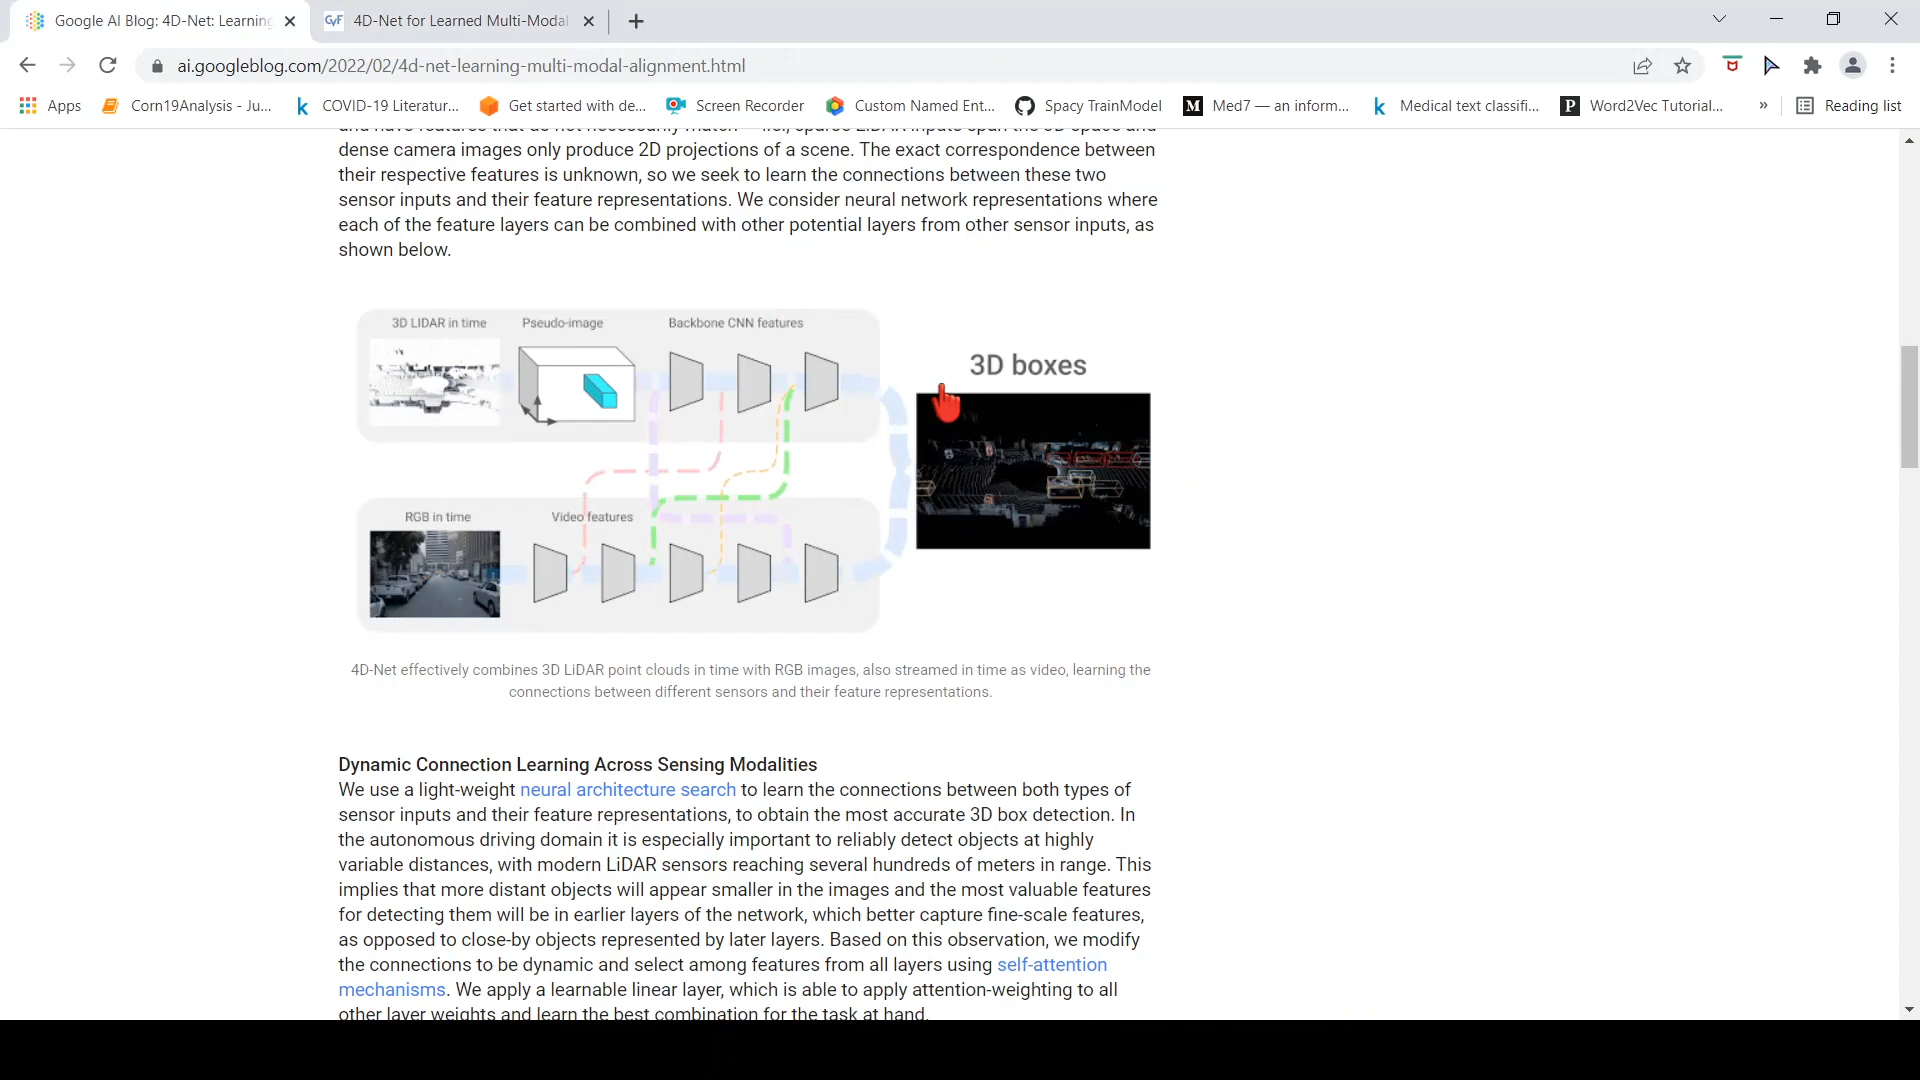 Google AI Blog: 4D-Net: Learning
4D-Net for Learned Multi-Modal
ai.googleblog.com/2022/02/4d-net-learning-multi-modal-alignment.html
Apps
Corn19Analysis - Ju...
COVID-19 Literatur...
Get started with de...
Screen Recorder
Custom Named Ent...
Spacy TrainModel
Med7 — an inform...
Medical text classifi...
Word2Vec Tutorial...
»
Reading list
dense camera images only produce 2D projections of a scene. The exact correspondence between
their respective features is unknown, so we seek to learn the connections between these two
sensor inputs and their feature representations. We consider neural network representations where
each of the feature layers can be combined with other potential layers from other sensor inputs, as
shown below.
3D LIDAR in time
Pseudo-image
Backbone CNN features
3D boxes
RGB in time
Video features
4D-Net effectively combines 3D LiDAR point clouds in time with RGB images, also streamed in time as video, learning the
connections between different sensors and their feature representations.
Dynamic Connection Learning Across Sensing Modalities
We use a light-weight neural architecture search to learn the connections between both types of
sensor inputs and their feature representations, to obtain the most accurate 3D box detection. In
the autonomous driving domain it is especially important to reliably detect objects at highly
variable distances, with modern LiDAR sensors reaching several hundreds of meters in range. This
implies that more distant objects will appear smaller in the images and the most valuable features
for detecting them will be in earlier layers of the network, which better capture fine-scale features,
as opposed to close-by objects represented by later layers. Based on this observation, we modify
the connections to be dynamic and select among features from all layers using self-attention
mechanisms. We apply a learnable linear layer, which is able to apply attention-weighting to all
other layer weights and learn the best combination for the task at hand.